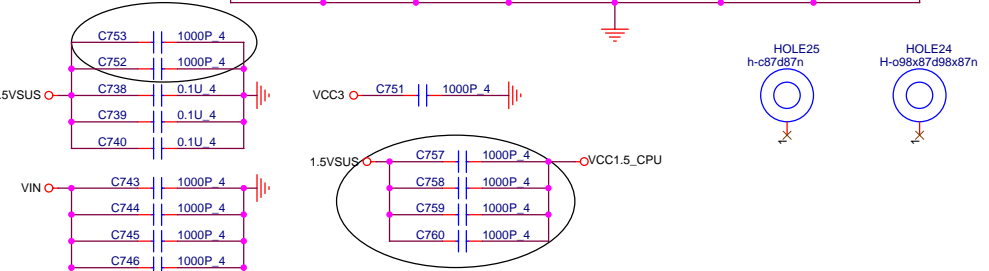 HOLE25
h-c87d87n
HOLE24
H-o98x87d98x87n
C753 1000P_4
C752 1000P_4
.5VSUS
C738 0.1U_4
C739 0.1U_4
C740 0.1U_4
VCC3 C751 1000P_4
1.5VSUS C757 1000P_4 VCC1.5_CPU
C758 1000P_4
C759 1000P_4
C760 1000P_4
VIN C743 1000P_4
C744 1000P_4
C745 1000P_4
C746 1000P_4